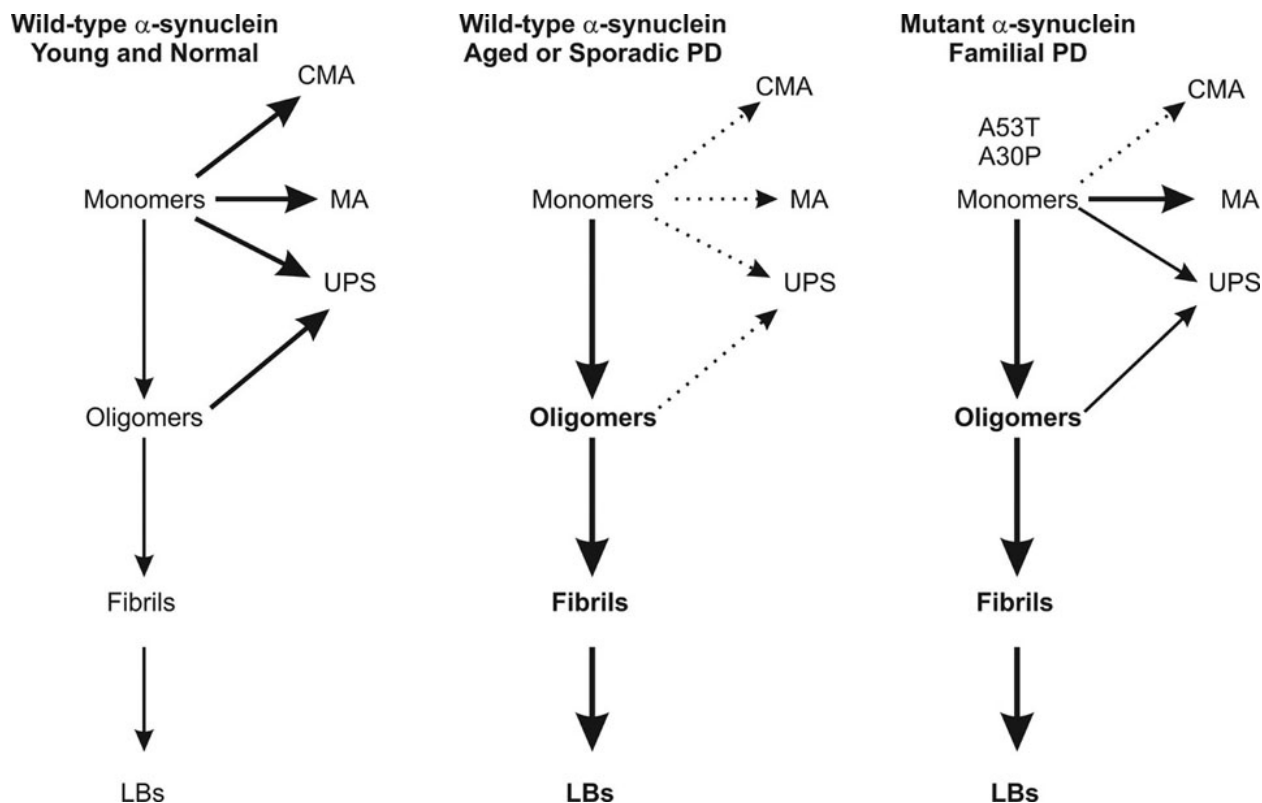 Wild-type α-synuclein
Young and Normal
CMA
Monomers
MA
UPS
Oligomers
Fibrils
LBs
Wild-type α-synuclein
Aged or Sporadic PD
CMA
Monomers
MA
UPS
Oligomers
Fibrils
LBs
Mutant α-synuclein
Familial PD
CMA
A53T
A30P
Monomers
MA
UPS
Oligomers
Fibrils
LBs